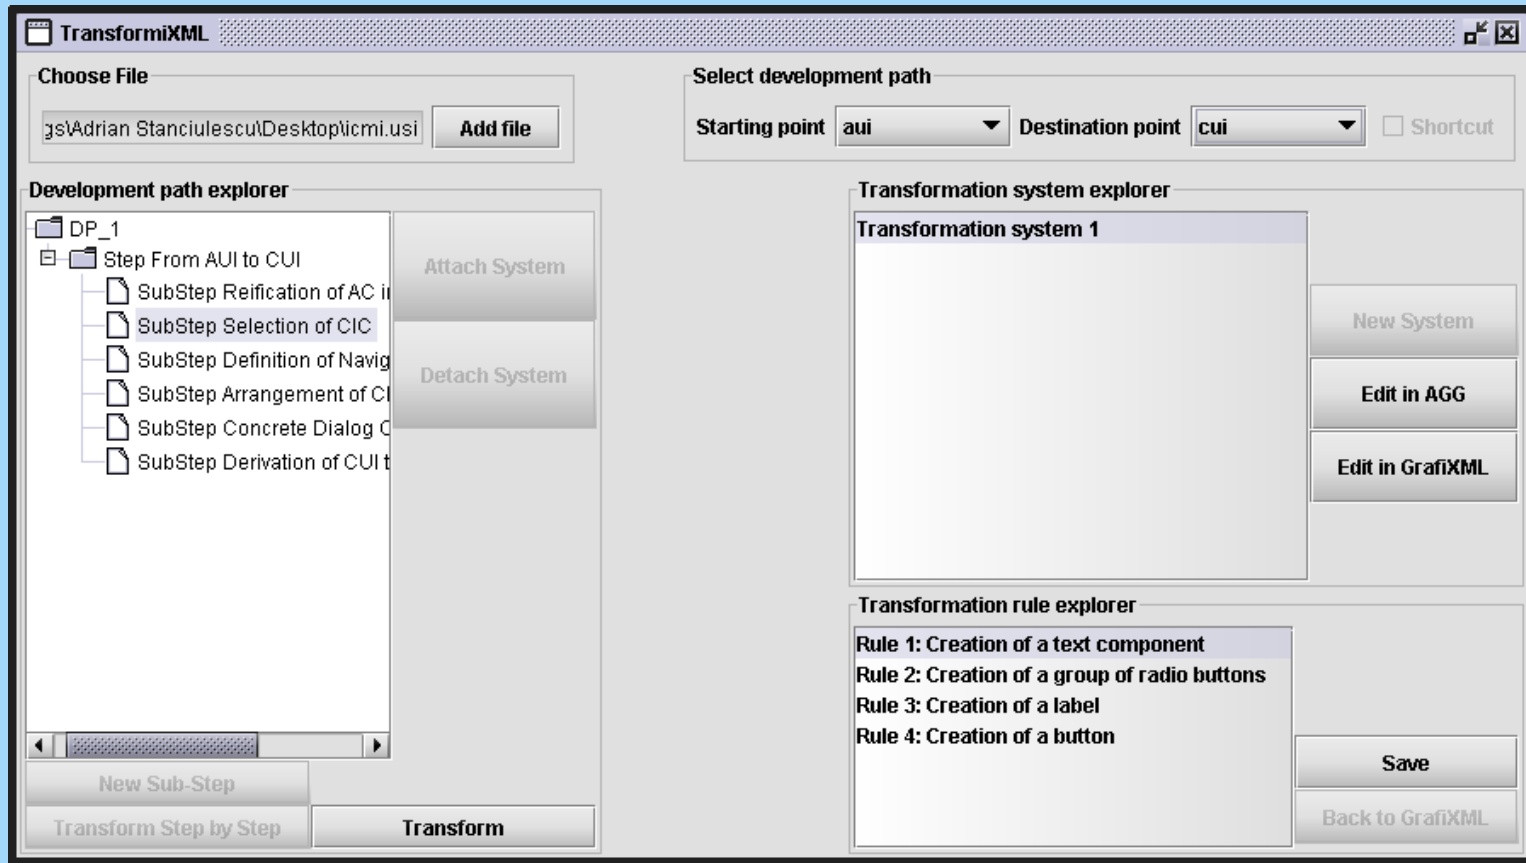 TransformiXML
Choose File
gs\Adrian Stanciulescu\Desktop\icmi.usi
Add file
Select development path
Starting point
aui
Destination point
cui
Shortcut
Development path explorer
DP_1
Step From AUI to CUI
SubStep Reification of AC i
SubStep Selection of CIC
SubStep Definition of Navig
SubStep Arrangement of CI
SubStep Concrete Dialog C
SubStep Derivation of CUI t
Attach System
Detach System
New Sub-Step
Transform Step by Step
Transform
Transformation system explorer
Transformation system 1
New System
Edit in AGG
Edit in GrafiXML
Transformation rule explorer
Rule 1: Creation of a text component
Rule 2: Creation of a group of radio buttons
Rule 3: Creation of a label
Rule 4: Creation of a button
Save
Back to GrafiXML